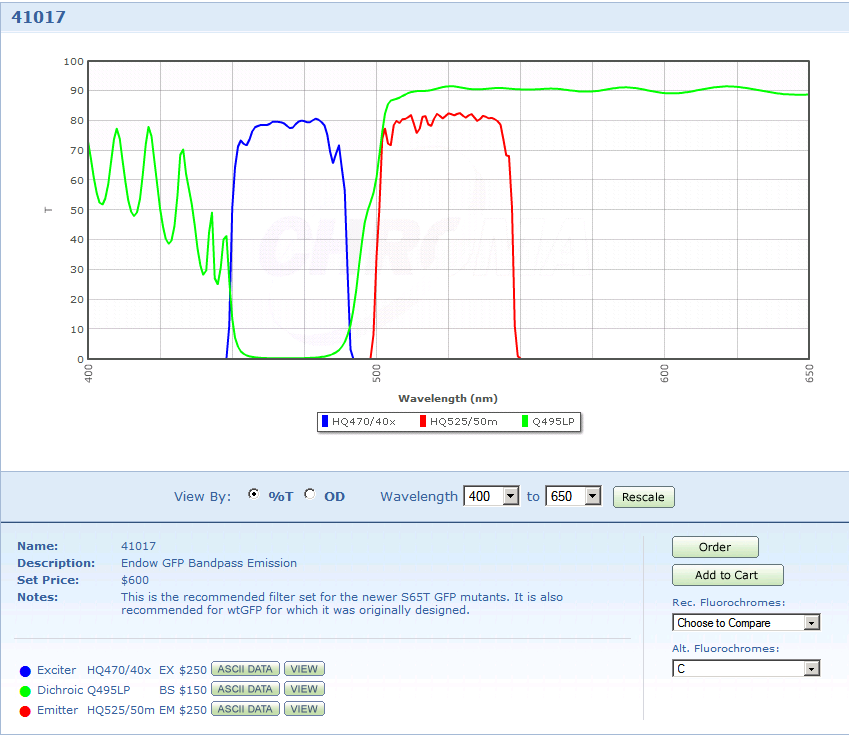 41017
100
90
80
70
60
50
40
30
20
10
0
T
400
500
600
650
Wavelength (nm)
HQ470/40x HQ525/50m Q495LP
View By: %T OD Wavelength 400 to 650 Rescale
Name: 41017
Description: Endow GFP Bandpass Emission
Set Price: $600
Notes: This is the recommended filter set for the newer S65T GFP mutants. It is also
recommended for wtGFP for which it was originally designed.
Exciter HQ470/40x EX $250 ASCII DATA VIEW
Dichroic Q495LP BS $150 ASCII DATA VIEW
Emitter HQ525/50m EM $250 ASCII DATA VIEW
Order
Add to Cart
Rec. Fluorochromes:
Choose to Compare
Alt. Fluorochromes:
C